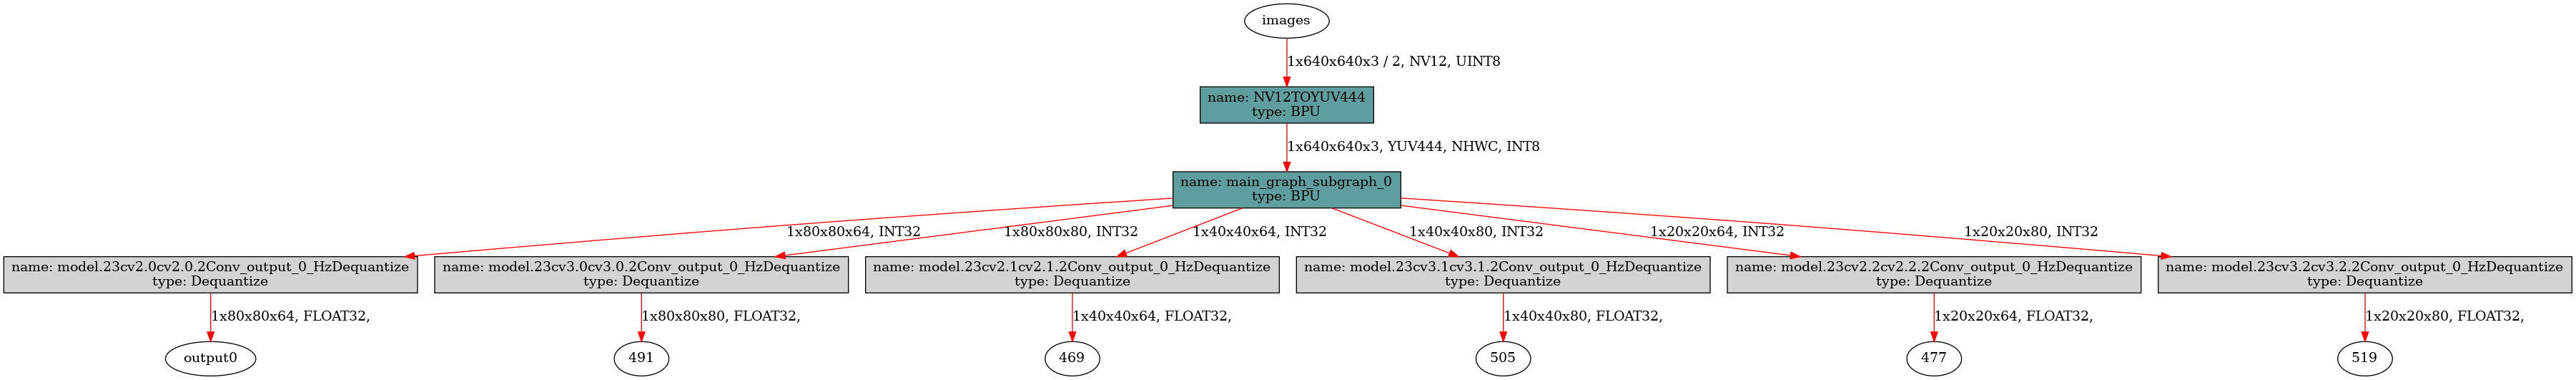 images
1x640x640x3 / 2, NV12, UINT8
name: NV12TOYUV444
type: BPU
1x640x640x3, YUV444, NHWC, INT8
name: main_graph_subgraph_0
type: BPU
1x80x80x64, INT32
1x80x80x80, INT32
1x40x40x64, INT32
1x40x40x80, INT32
1x20x20x64, INT32
1x20x20x80, INT32
name: model.23cv2.0cv2.0.2Conv_output_0_HzDequantize
type: Dequantize
name: model.23cv3.0cv3.0.2Conv_output_0_HzDequantize
type: Dequantize
name: model.23cv2.1cv2.1.2Conv_output_0_HzDequantize
type: Dequantize
name: model.23cv3.1cv3.1.2Conv_output_0_HzDequantize
type: Dequantize
name: model.23cv2.2cv2.2.2Conv_output_0_HzDequantize
type: Dequantize
name: model.23cv3.2cv3.2.2Conv_output_0_HzDequantize
type: Dequantize
1x80x80x64, FLOAT32,
1x80x80x80, FLOAT32,
1x40x40x64, FLOAT32,
1x40x40x80, FLOAT32,
1x20x20x64, FLOAT32,
1x20x20x80, FLOAT32,
output0
491
469
505
477
519